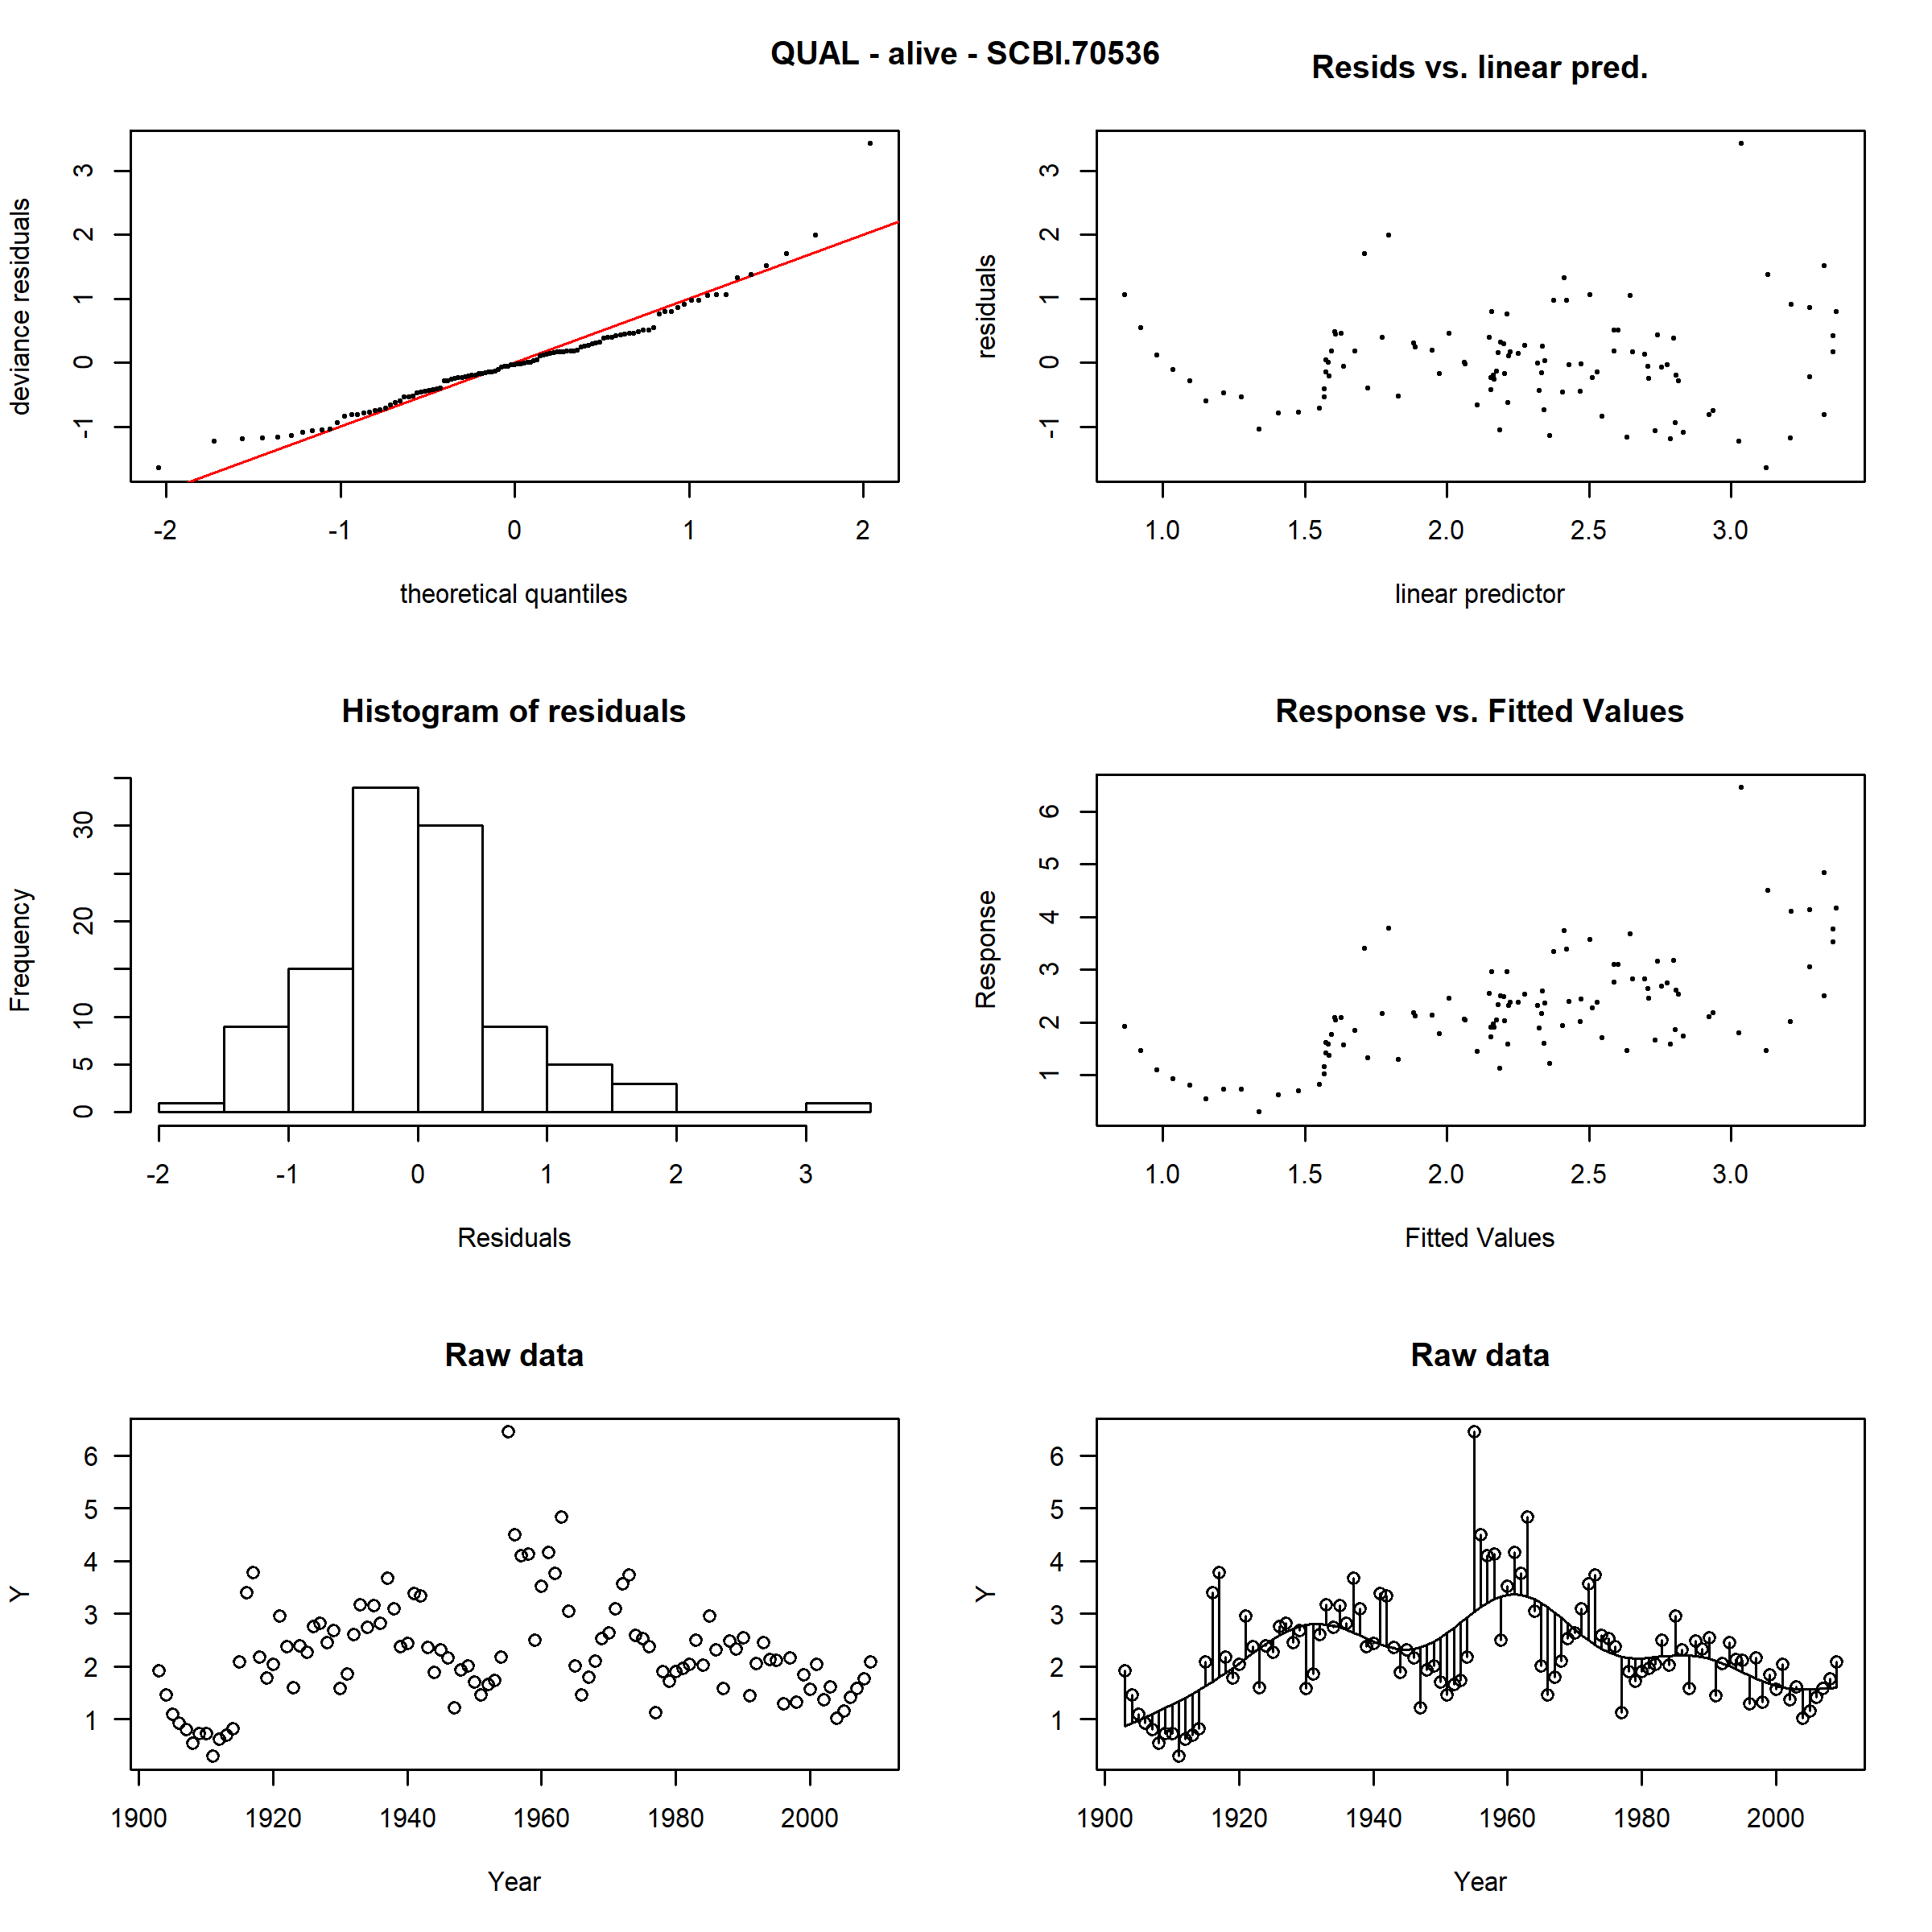 QUAL - alive - SCBI.70536
Resids vs. linear pred.
deviance residuals
-1 0 1 2 3
-2 -1 0 1 2
theoretical quantiles
residuals
-1 0 1 2 3
1.0 1.5 2.0 2.5 3.0
linear predictor
Histogram of residuals
Frequency
0 5 10 20 30
-2 -1 0 1 2 3
Residuals
Response vs. Fitted Values
Response
1 2 3 4 5 6
1.0 1.5 2.0 2.5 3.0
Fitted Values
Raw data
Y
6
5
4
3
2
1
1900 1920 1940 1960 1980 2000
Year
Raw data
Y
6
5
4
3
2
1
1900 1920 1940 1960 1980 2000
Year